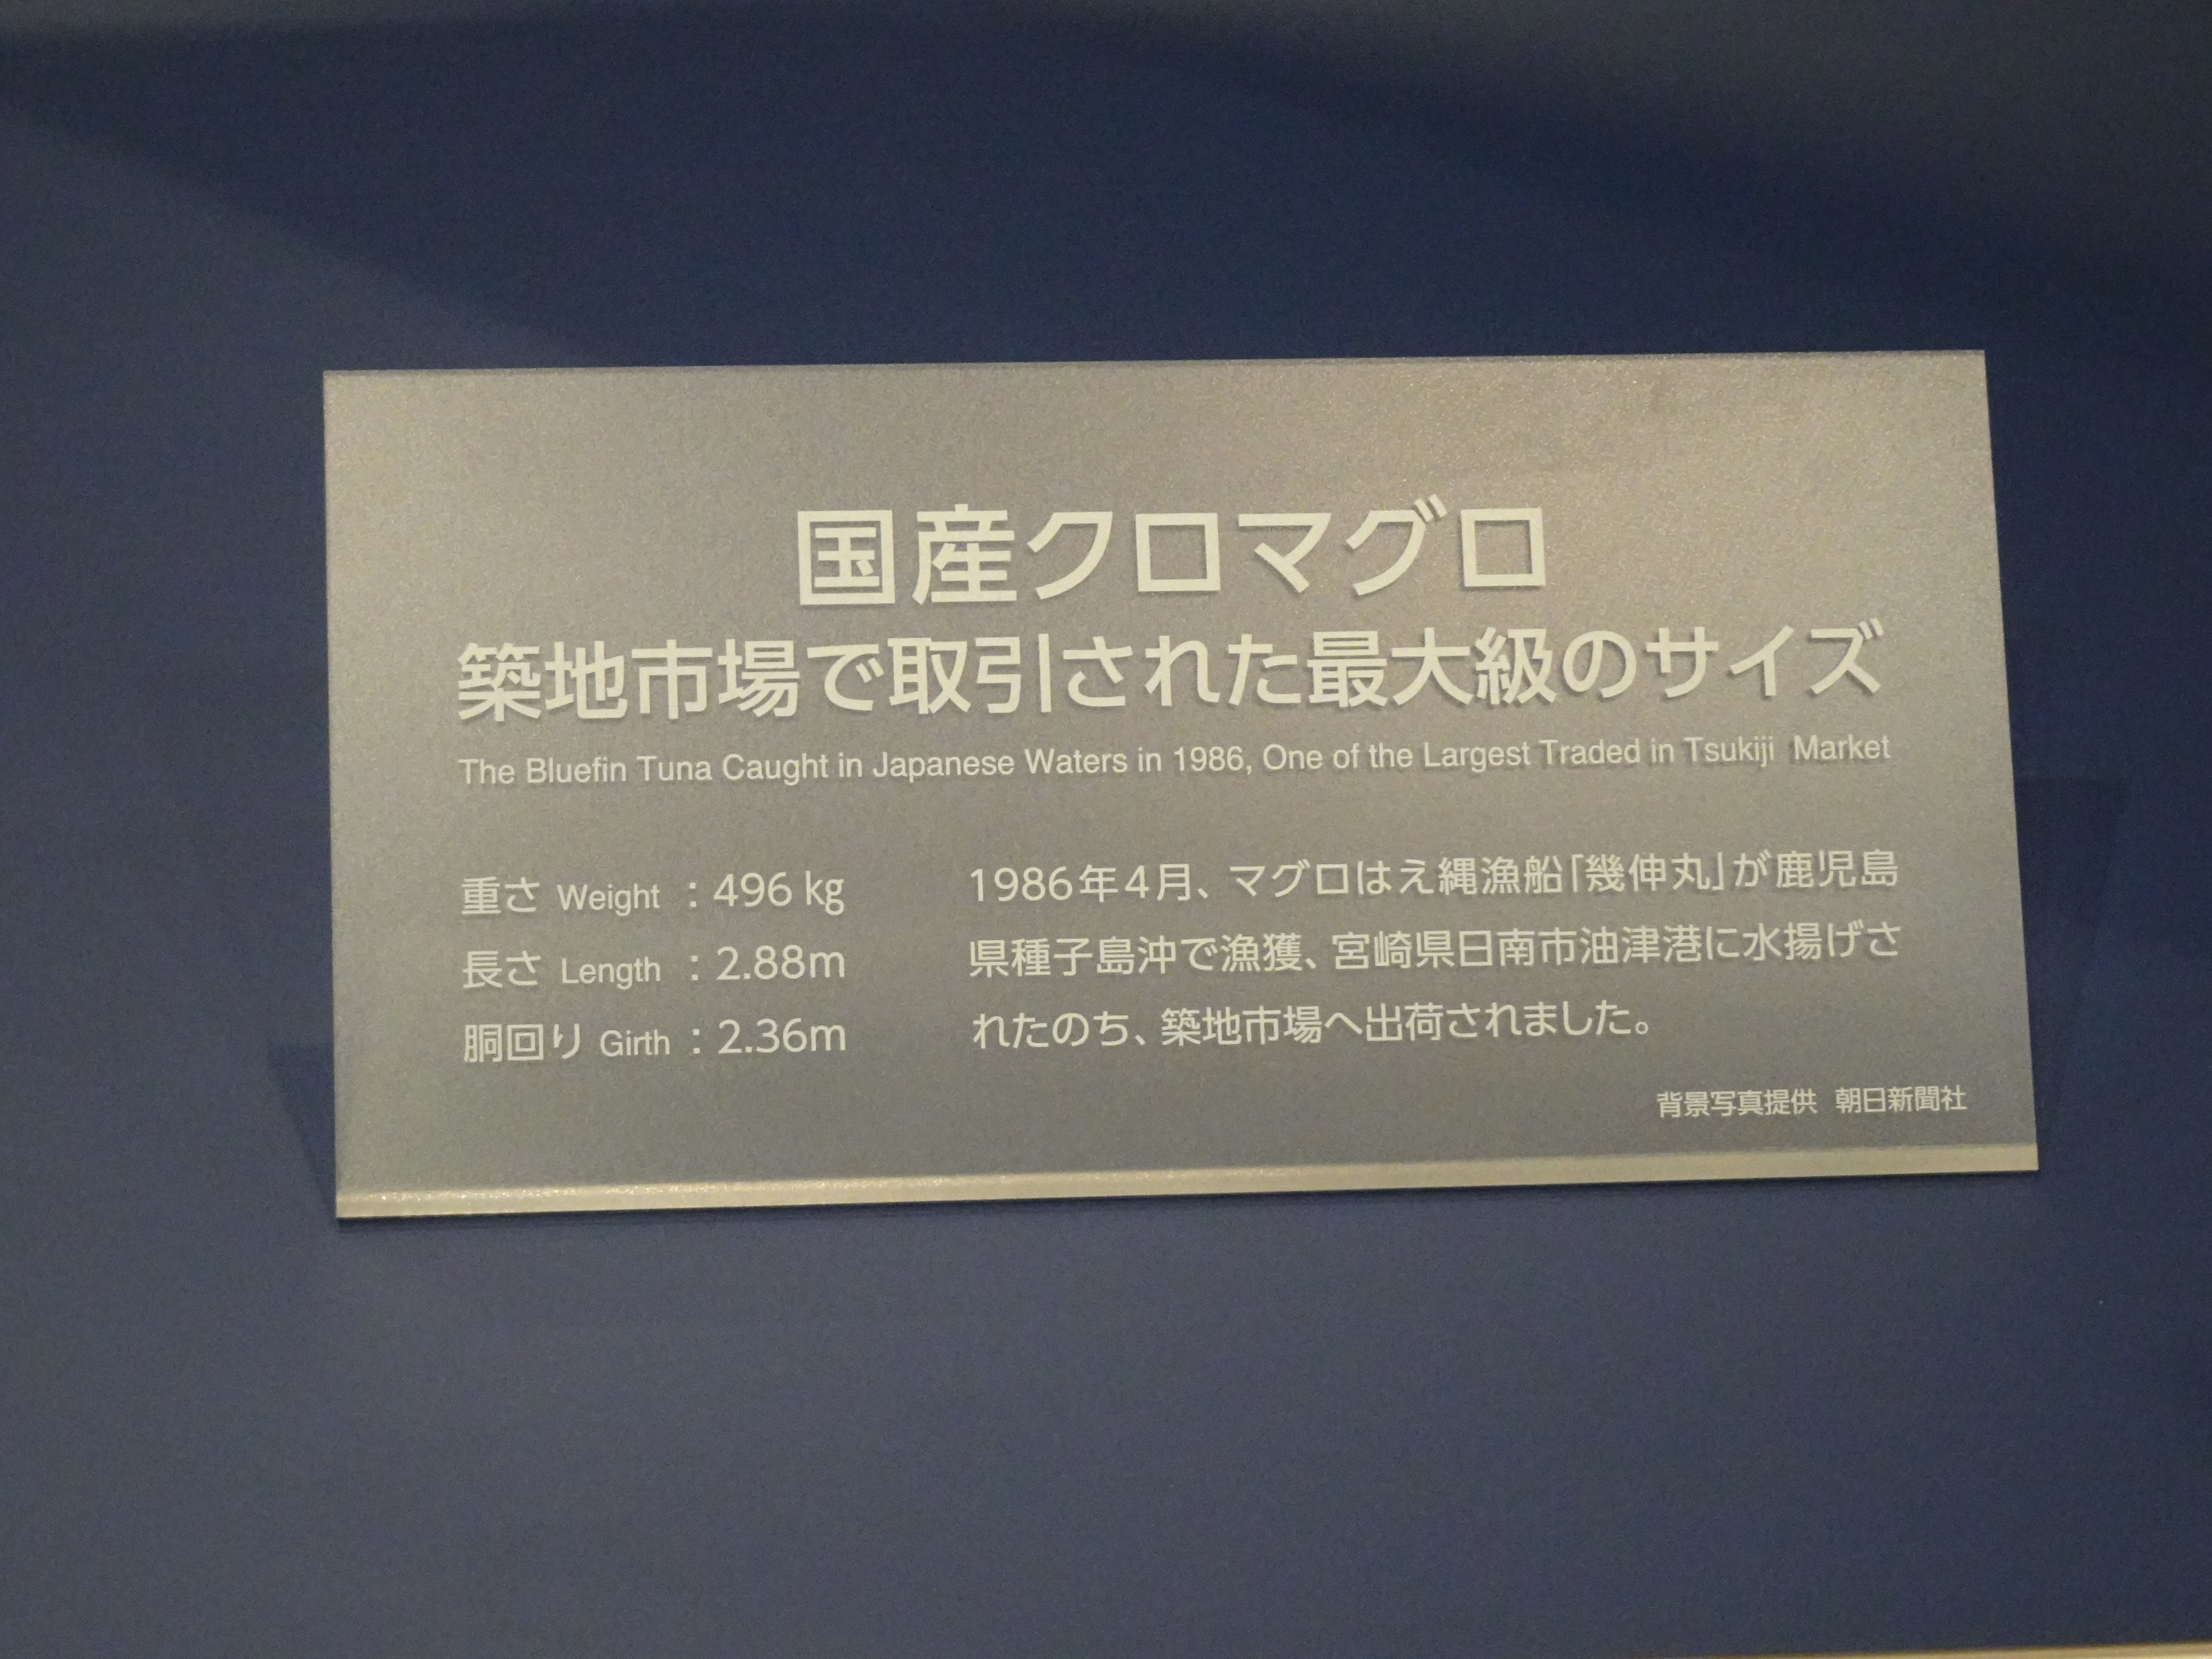 国産クロマグロ
築地市場で取引された最大級のサイズ
The Bluefin Tuna Caught in Japanese Waters in 1986, One of the Largest Traded in Tsukiji Market
重さ Weight : 496 kg
長さ Length : 2.88m
胴回り Girth : 2.36m
1986年4月、マグロはえ縄漁船「幾伸丸」が鹿児島
県種子島沖で漁獲、宮崎県日南市油津港に水揚げさ
れたのち、築地市場へ出荷されました。
背景写真提供 朝日新聞社